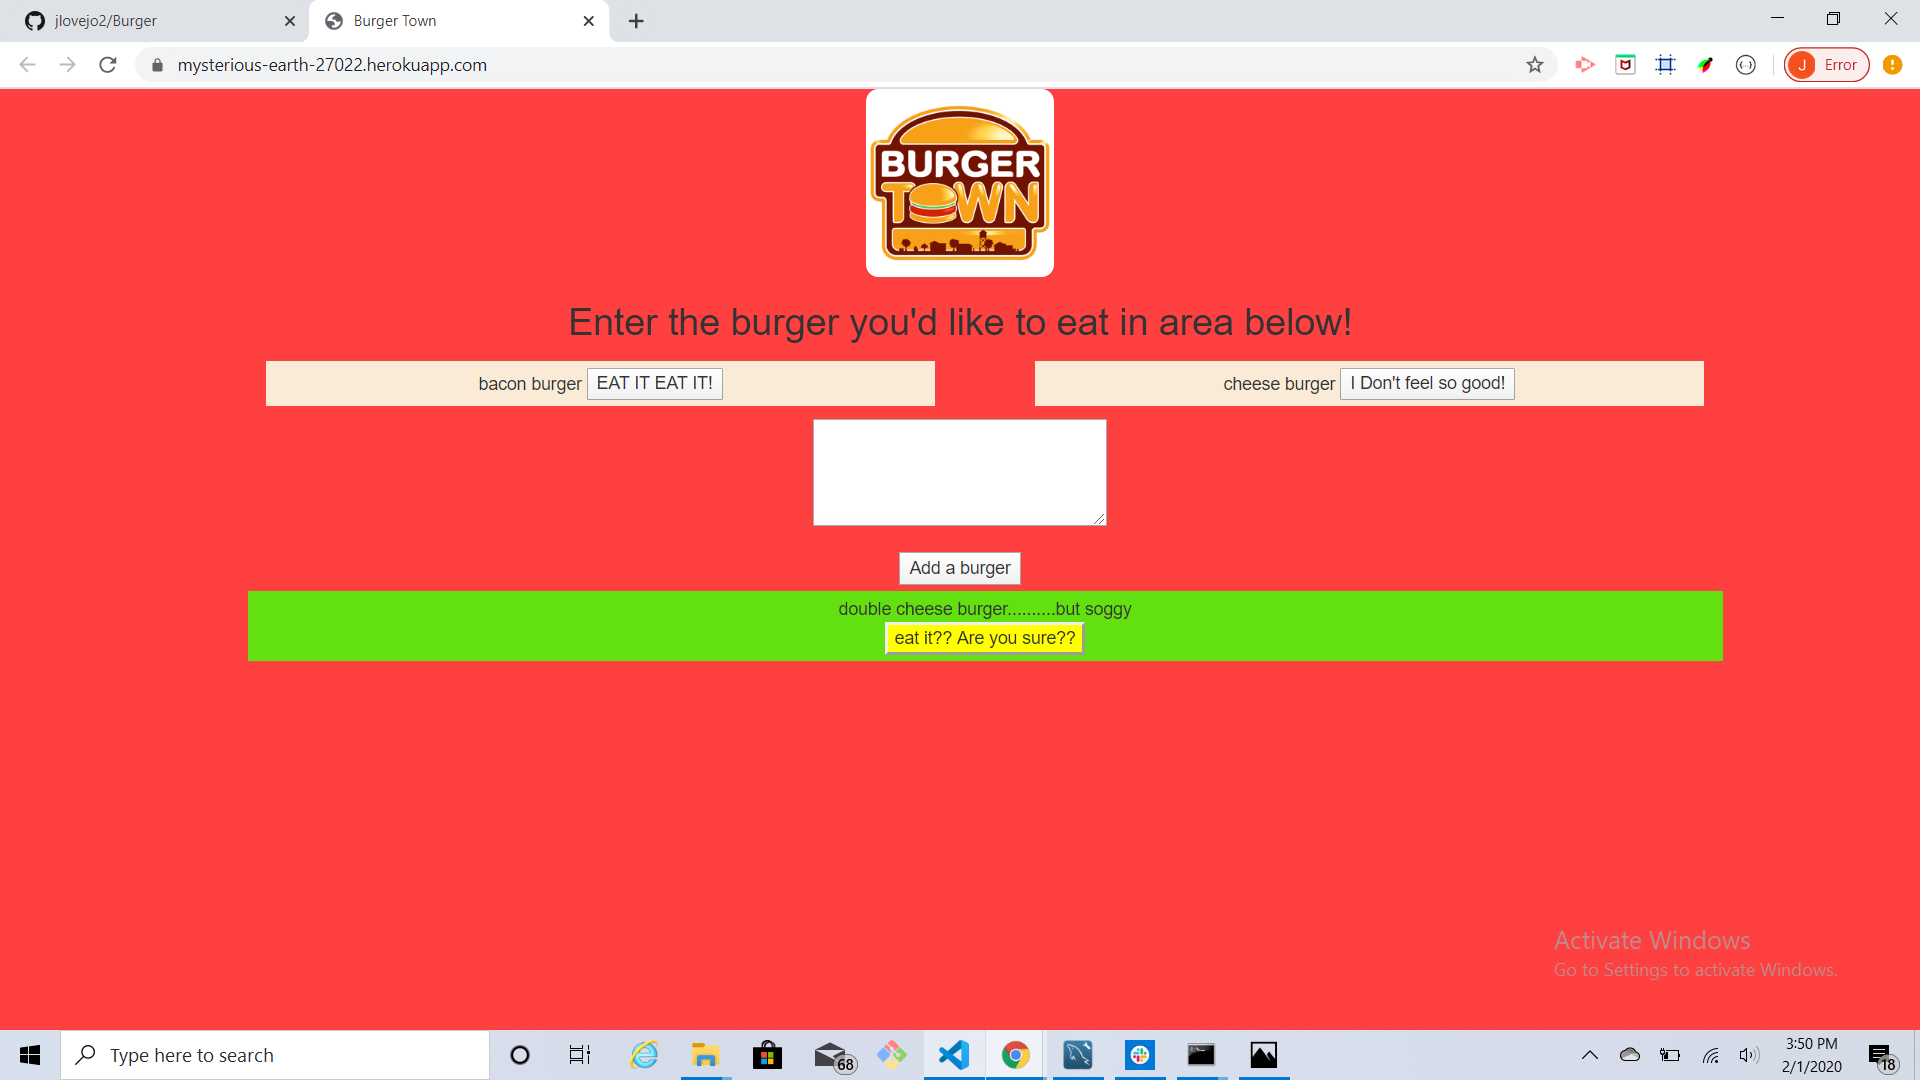 jlovejo2/Burger
Burger Town
mysterious-earth-27022.herokuapp.com
J Error
BURGER
TOWN
Enter the burger you'd like to eat in area below!
bacon burger EAT IT EAT IT!
cheese burger I Don't feel so good!
Add a burger
double cheese burger..........but soggy
eat it?? Are you sure??
Activate Windows
Go to Settings to activate Windows.
Type here to search
68
3:50 PM
2/1/2020
18